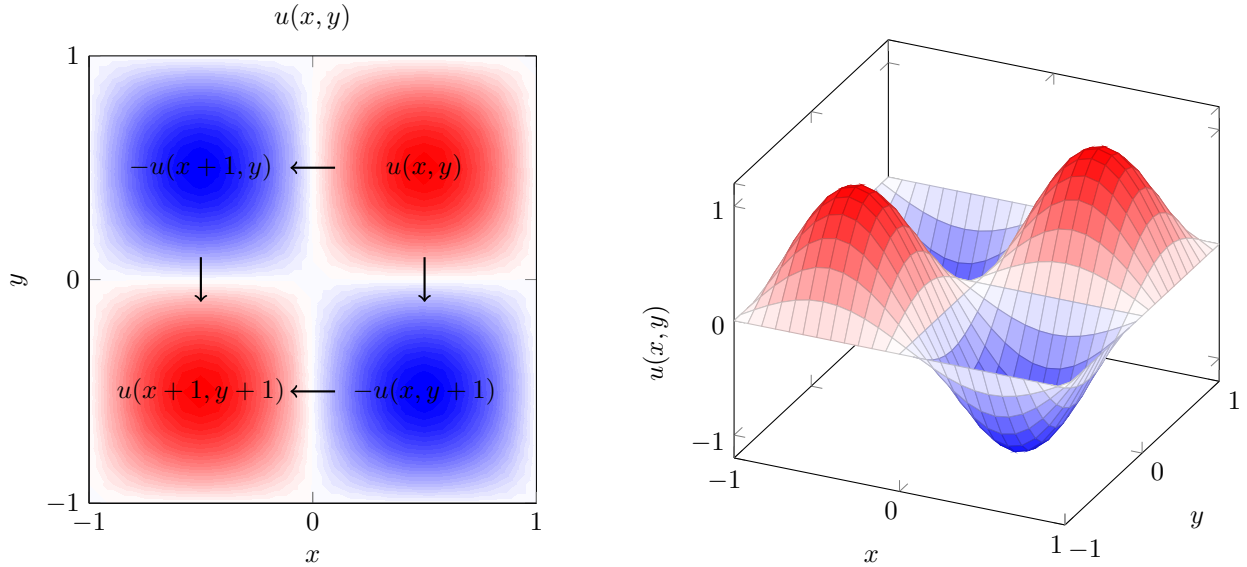 u(x, y)
1
−u(x + 1, y)
u(x, y)
y
0
u(x+1, y+1)
−u(x, y+1)
−1
−1
0
1
x
u(x, y)
1
0
−1
−1
0
1
x
−1
0
1
y